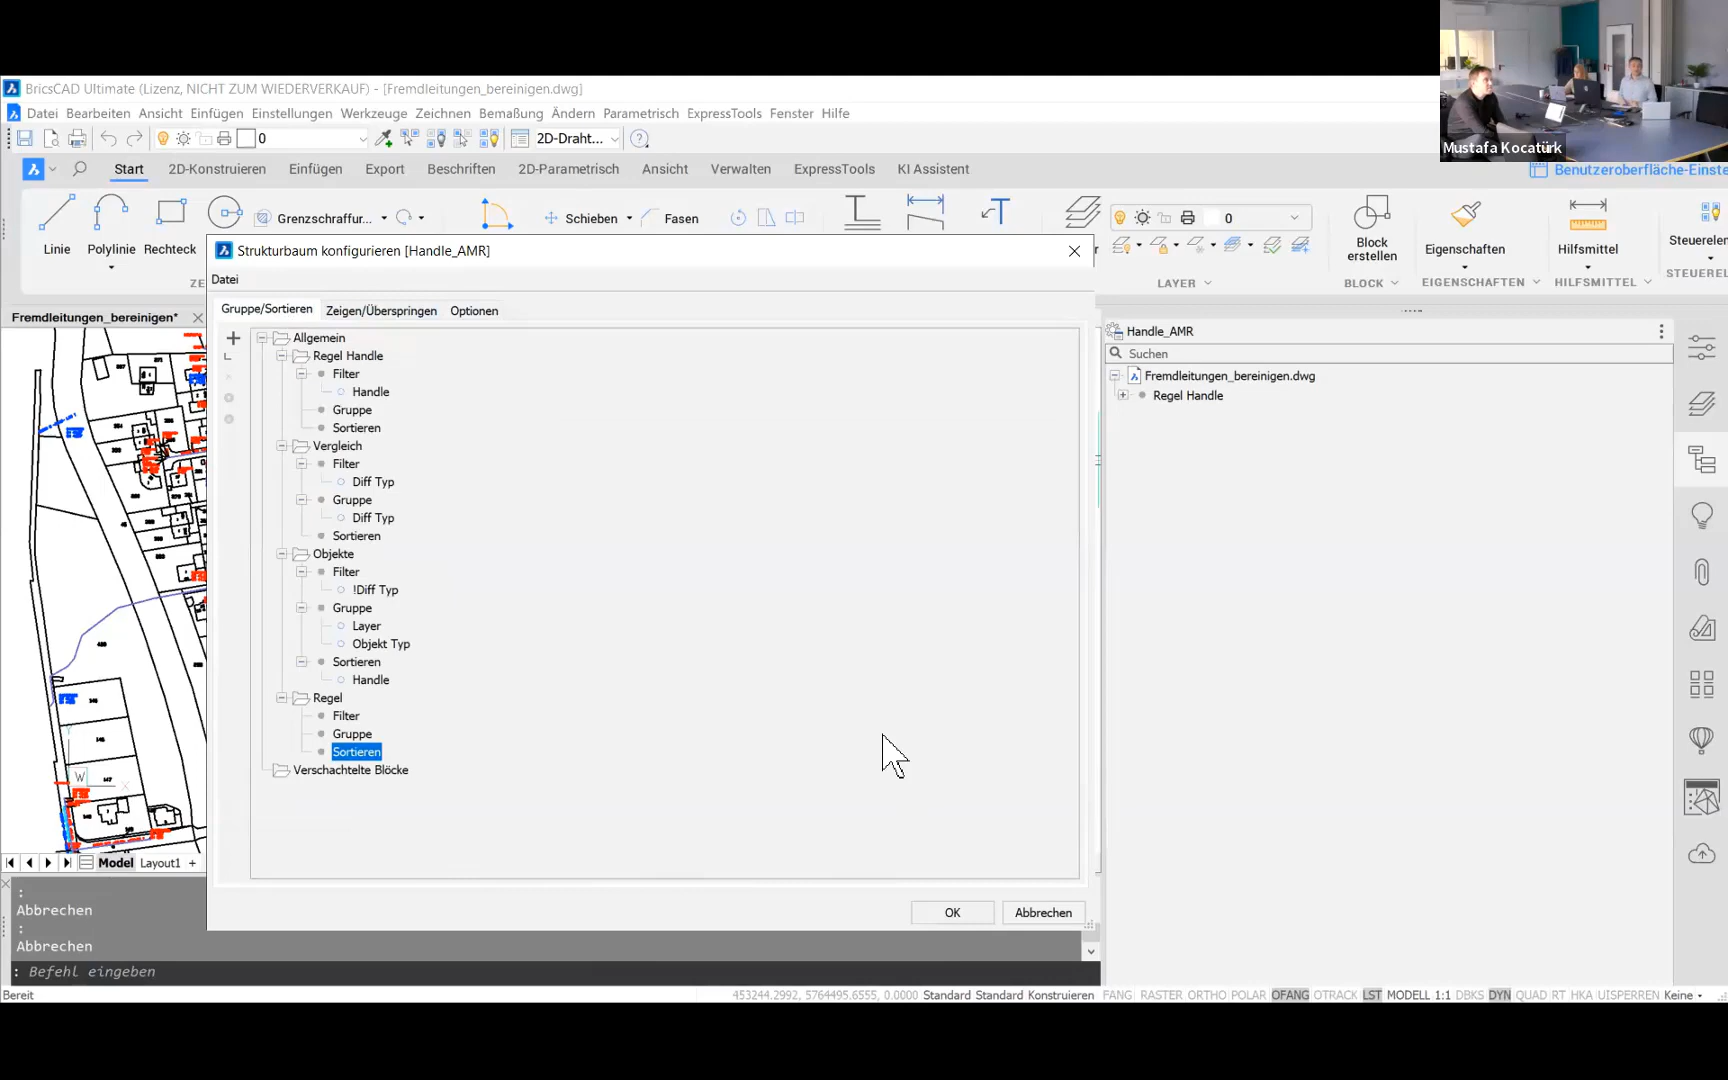 BricsCAD Ultimate (Lizenz, NICHT ZUM WIEDERVERKAUF) - [Fremdleitungen_bereinigen.dwg]
Datei Bearbeiten Ansicht Einfügen Einstellungen Werkzeuge Zeichnen Bemaßung Ändern Parametrisch ExpressTools Fenster Hilfe
0 2D-Draht...
Mustafa Kocatürk
Start 2D-Konstruieren Einfügen Export Beschriften 2D-Parametrisch Ansicht Verwalten ExpressTools KI Assistent
Benutzeroberfläche-Einste
Linie Polylinie Rechteck
Grenzschraffur...
Schieben
Fasen
0
LAYER
Block
erstellen
BLOCK
Eigenschaften
EIGENSCHAFTEN
Hilfsmittel
HILFSMITTEL
Steuerelen
STEUEREL
ZE
Strukturbaum konfigurieren [Handle_AMR]
Datei
Gruppe/Sortieren Zeigen/Überspringen Optionen
Allgemein
Regel Handle
Filter
Handle
Gruppe
Sortieren
Vergleich
Filter
Diff Typ
Gruppe
Diff Typ
Sortieren
Objekte
Filter
!Diff Typ
Gruppe
Layer
Objekt Typ
Sortieren
Handle
Regel
Filter
Gruppe
Sortieren
Verschachtelte Blöcke
OK Abbrechen
Fremdleitungen_bereinigen*
W
Handle_AMR
Suchen
Fremdleitungen_bereinigen.dwg
Regel Handle
Model Layout1 +
:
Abbrechen
:
Abbrechen
: Befehl eingeben
Bereit
453244.2992, 5764495.6555, 0.0000 Standard Standard Konstruieren FANG RASTER ORTHO POLAR OFANG OTRACK LST MODELL 1:1 DBKS DYN QUAD RT HKA UISPERREN Keine